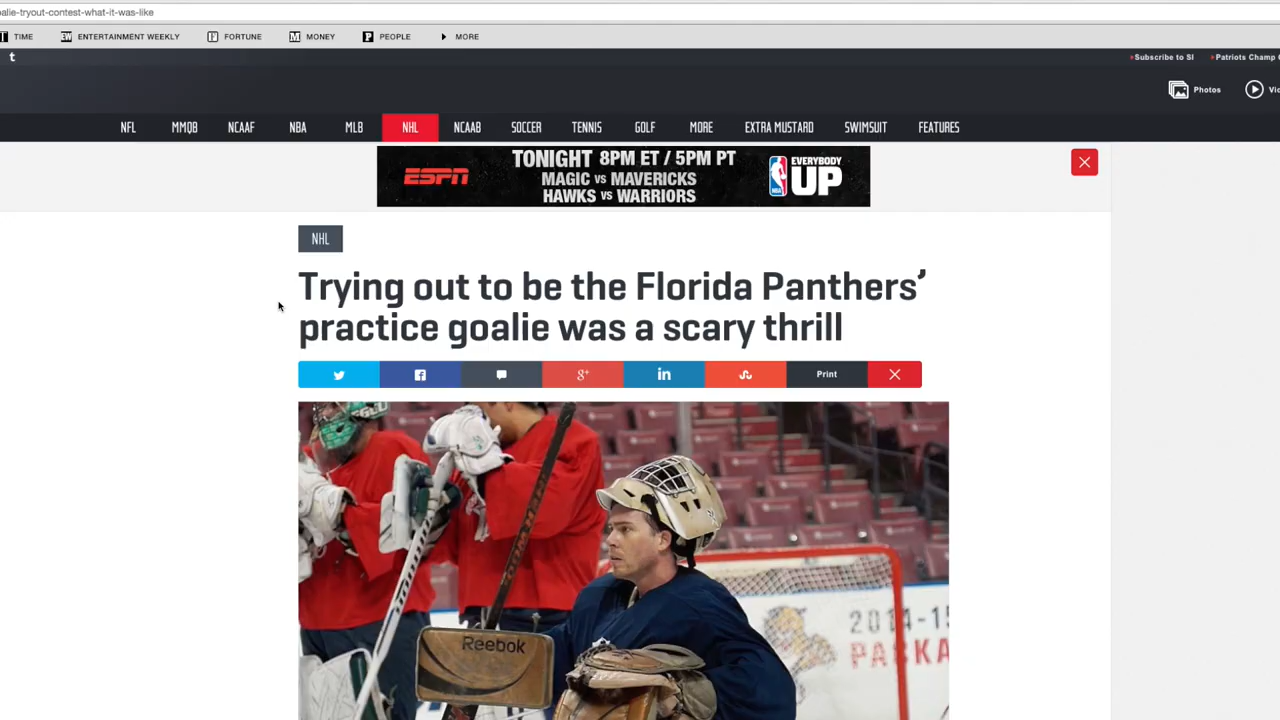 alie-tryout-contest-what-it-was-like
TIME ENTERTAINMENT WEEKLY FORTUNE MONEY PEOPLE MORE
Subscribe to SI Patriots Champ
Photos
NFL MMQB NCAAF NBA MLB NHL NCAAB SOCCER TENNIS GOLF MORE EXTRA MUSTARD SWIMSUIT FEATURES
ESPN
TONIGHT 8PM ET / 5PM PT
MAGIC vs MAVERICKS
HAWKS vs WARRIORS
EVERYBODY
UP
NHL
Trying out to be the Florida Panthers’
practice goalie was a scary thrill
Print
Reebok
2014-15
PACKA